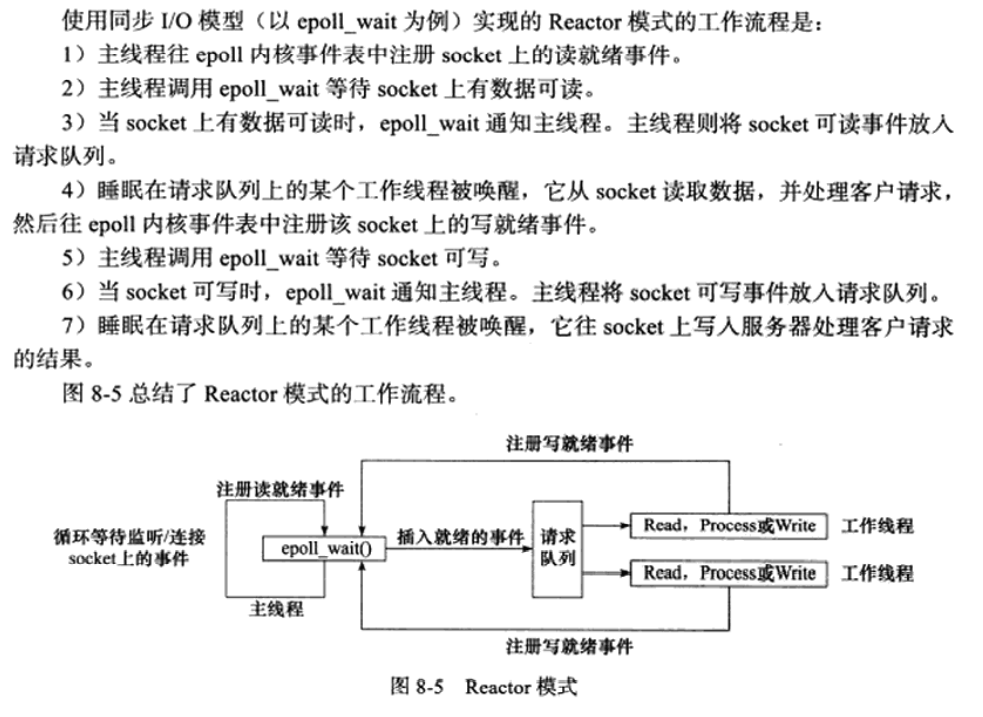 使用同步 I/O 模型（以 epoll_wait 为例）实现的 Reactor 模式的工作流程是：
1）主线程往 epoll 内核事件表中注册 socket 上的读就绪事件。
2）主线程调用 epoll_wait 等待 socket 上有数据可读。
3）当 socket 上有数据可读时，epoll_wait 通知主线程。主线程则将 socket 可读事件放入
请求队列。
4）睡眠在请求队列上的某个工作线程被唤醒，它从 socket 读取数据，并处理客户请求，
然后往 epoll 内核事件表中注册该 socket 上的写就绪事件。
5）主线程调用 epoll_wait 等待 socket 可写。
6）当 socket 可写时，epoll_wait 通知主线程。主线程将 socket 可写事件放入请求队列。
7）睡眠在请求队列上的某个工作线程被唤醒，它往 socket 上写入服务器处理客户请求
的结果。
图 8-5 总结了 Reactor 模式的工作流程。
注册写就绪事件
注册读就绪事件
循环等待监听/连接
socket上的事件
epoll_wait()
插入就绪的事件
请求
队列
Read，Process或Write
工作线程
Read，Process或Write
工作线程
主线程
注册写就绪事件
图 8-5 Reactor 模式